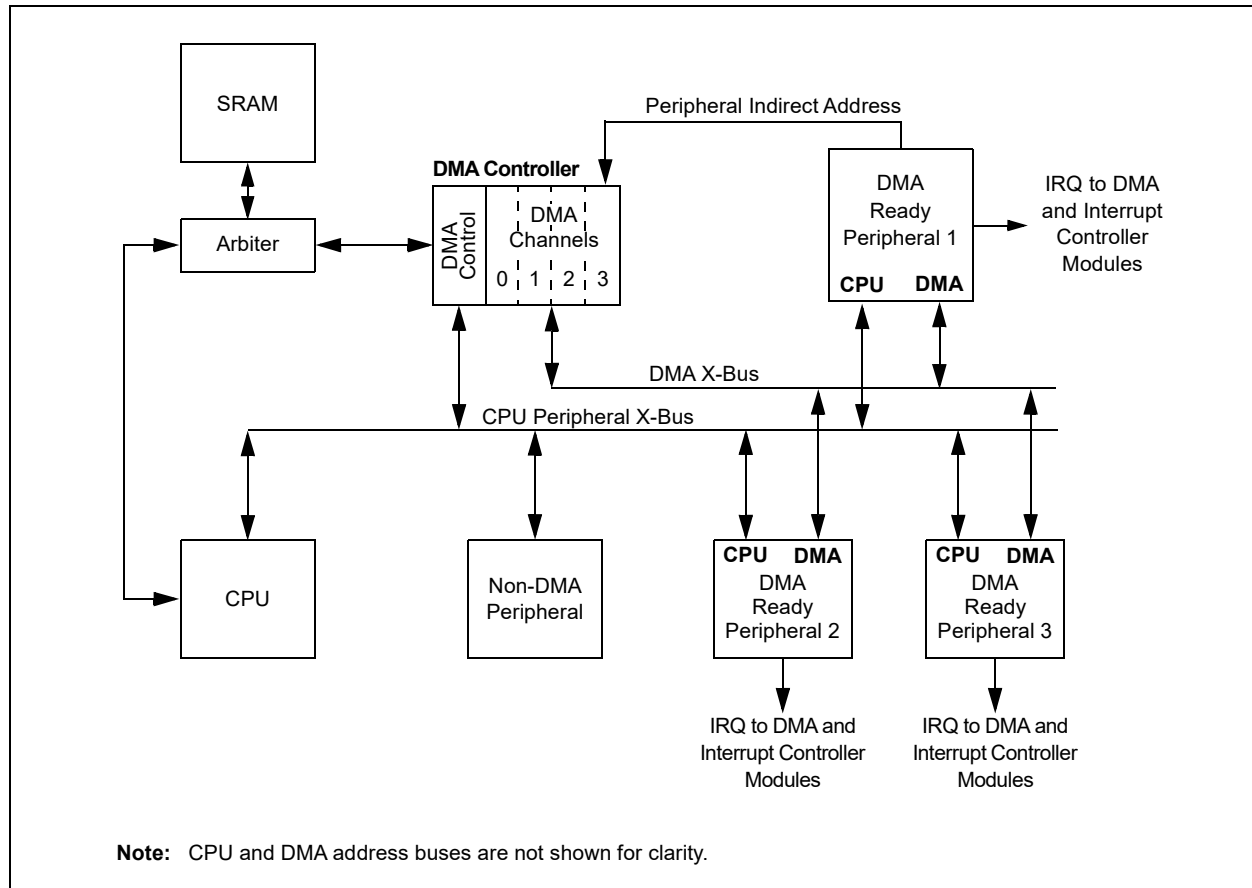 SRAM
Peripheral Indirect Address
DMA Controller
DMA
Ready
Peripheral 1
CPU DMA
IRQ to DMA
and Interrupt
Controller
Modules
Arbiter
DMA
Control
DMA
Channels
0 1 2 3
DMA X-Bus
CPU Peripheral X-Bus
CPU
Non-DMA
Peripheral
CPU DMA
DMA
Ready
Peripheral 2
CPU DMA
DMA
Ready
Peripheral 3
IRQ to DMA and
Interrupt Controller
Modules
IRQ to DMA and
Interrupt Controller
Modules
Note: CPU and DMA address buses are not shown for clarity.